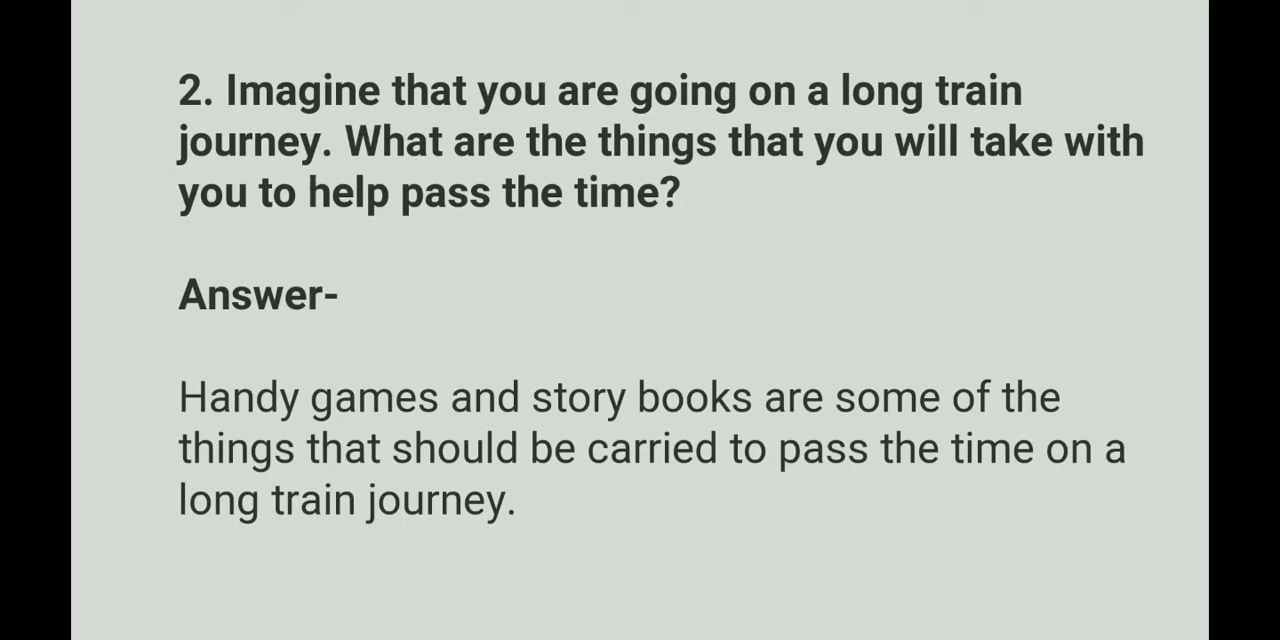 2. Imagine that you are going on a long train
journey. What are the things that you will take with
you to help pass the time?
Answer-
Handy games and story books are some of the
things that should be carried to pass the time on a
long train journey.